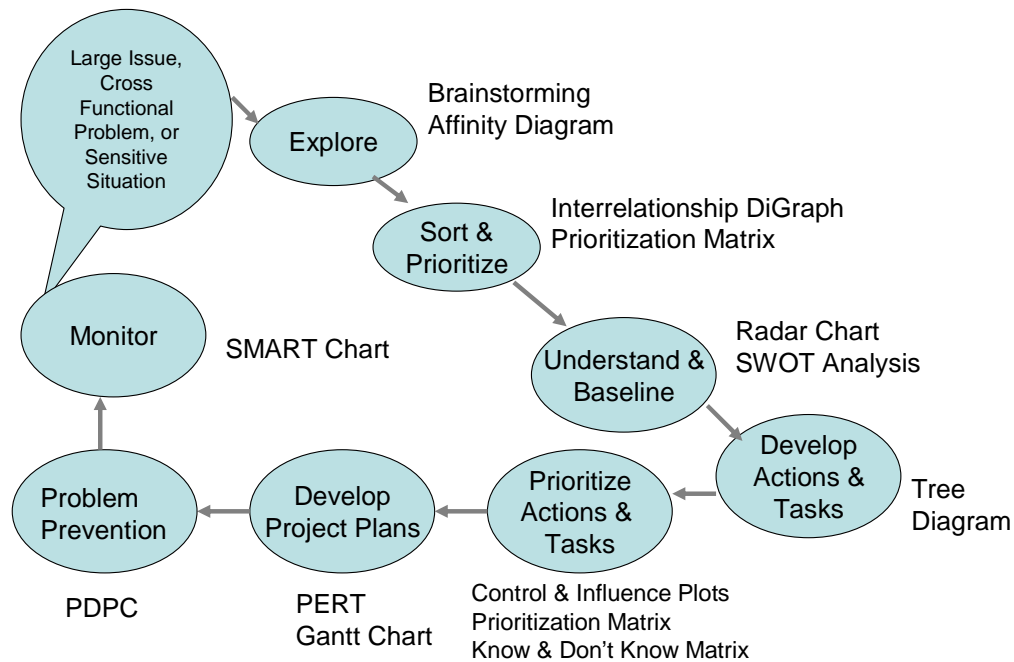 Large Issue,
Cross
Functional
Problem, or
Sensitive
Situation
Explore
Brainstorming
Affinity Diagram
Sort &
Prioritize
Interrelationship DiGraph
Prioritization Matrix
Understand &
Baseline
Radar Chart
SWOT Analysis
Develop
Actions &
Tasks
Tree
Diagram
Prioritize
Actions &
Tasks
Control & Influence Plots
Prioritization Matrix
Know & Don't Know Matrix
Develop
Project Plans
PERT
Gantt Chart
Problem
Prevention
PDPC
Monitor
SMART Chart